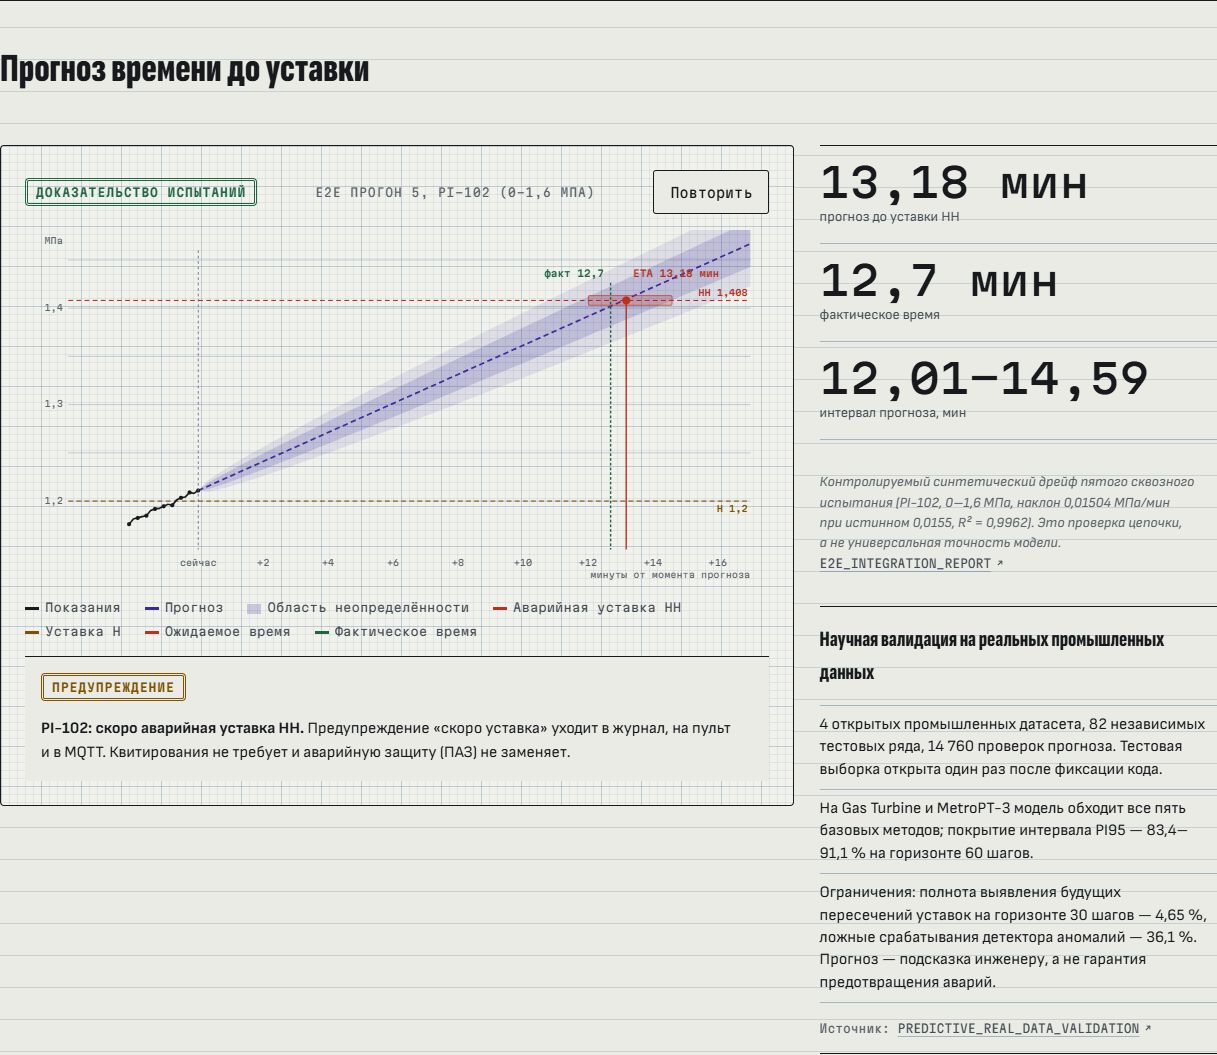 Прогноз времени до уставки
ДОКАЗАТЕЛЬСТВО ИСПЫТАНИЙ
E2E ПРОГОН 5, PI-102 (0–1,6 МПА)
Повторить
МПа
1,4
1,3
1,2
факт 12,7
ETA 13,18 мин
НН 1,408
Н 1,2
сейчас +2 +4 +6 +8 +10 +12 +14 +16
минуты от момента прогноза
Показания Прогноз Область неопределённости Аварийная уставка НН
Уставка Н Ожидаемое время Фактическое время
ПРЕДУПРЕЖДЕНИЕ
PI-102: скоро аварийная уставка НН. Предупреждение «скоро уставка» уходит в журнал, на пульт
и в MQTT. Квитирования не требует и аварийную защиту (ПАЗ) не заменяет.
13,18 мин
прогноз до уставки НН
12,7 мин
фактическое время
12,01–14,59
интервал прогноза, мин
Контролируемый синтетический дрейф пятого сквозного
испытания (PI-102, 0–1,6 МПа, наклон 0,01504 МПа/мин
при истинном 0,0155, R² = 0,9962). Это проверка цепочки,
а не универсальная точность модели.
E2E_INTEGRATION_REPORT ↗
Научная валидация на реальных промышленных
данных
4 открытых промышленных датасета, 82 независимых
тестовых ряда, 14 760 проверок прогноза. Тестовая
выборка открыта один раз после фиксации кода.
На Gas Turbine и MetroPT-3 модель обходит все пять
базовых методов; покрытие интервала PI95 — 83,4–
91,1 % на горизонте 60 шагов.
Ограничения: полнота выявления будущих
пересечений уставок на горизонте 30 шагов — 4,65 %,
ложные срабатывания детектора аномалий — 36,1 %.
Прогноз — подсказка инженеру, а не гарантия
предотвращения аварий.
Источник: PREDICTIVE_REAL_DATA_VALIDATION ↗